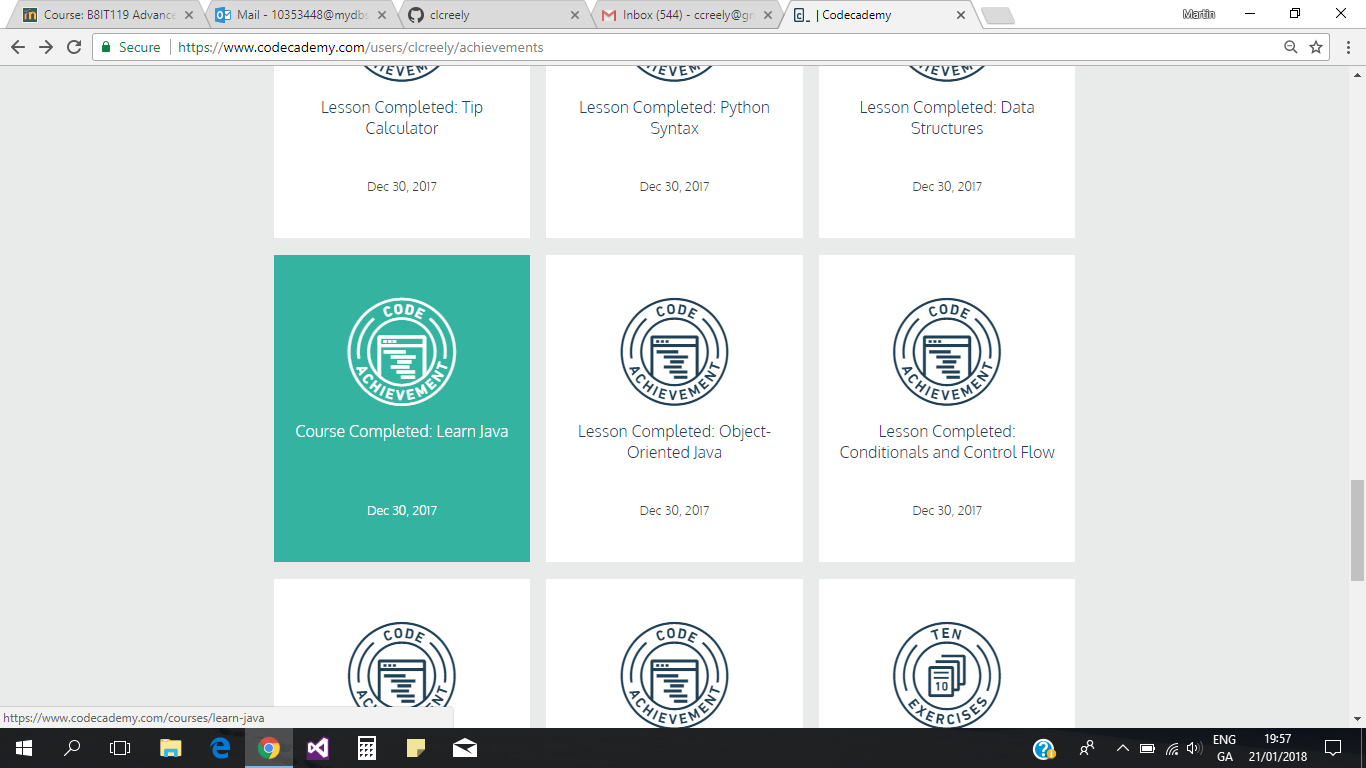 Course: B8IT119 Advance
Mail - 10353448@mydbs
clcreely
Inbox (544) - ccreely@gm
| Codecademy
Martin
Secure
https://www.codecademy.com/users/clcreely/achievements
ACHIEVEMENT
ACHIEVEMENT
ACHIEVEMENT
Lesson Completed: Tip
Calculator
Dec 30, 2017
Lesson Completed: Python
Syntax
Dec 30, 2017
Lesson Completed: Data
Structures
Dec 30, 2017
CODE
ACHIEVEMENT
Course Completed: Learn Java
Dec 30, 2017
CODE
ACHIEVEMENT
Lesson Completed: Object-
Oriented Java
Dec 30, 2017
CODE
ACHIEVEMENT
Lesson Completed:
Conditionals and Control Flow
Dec 30, 2017
CODE
ACHIEVEMENT
CODE
ACHIEVEMENT
TEN
10
EXERCISES
https://www.codecademy.com/courses/learn-java
ENG
GA
19:57
21/01/2018